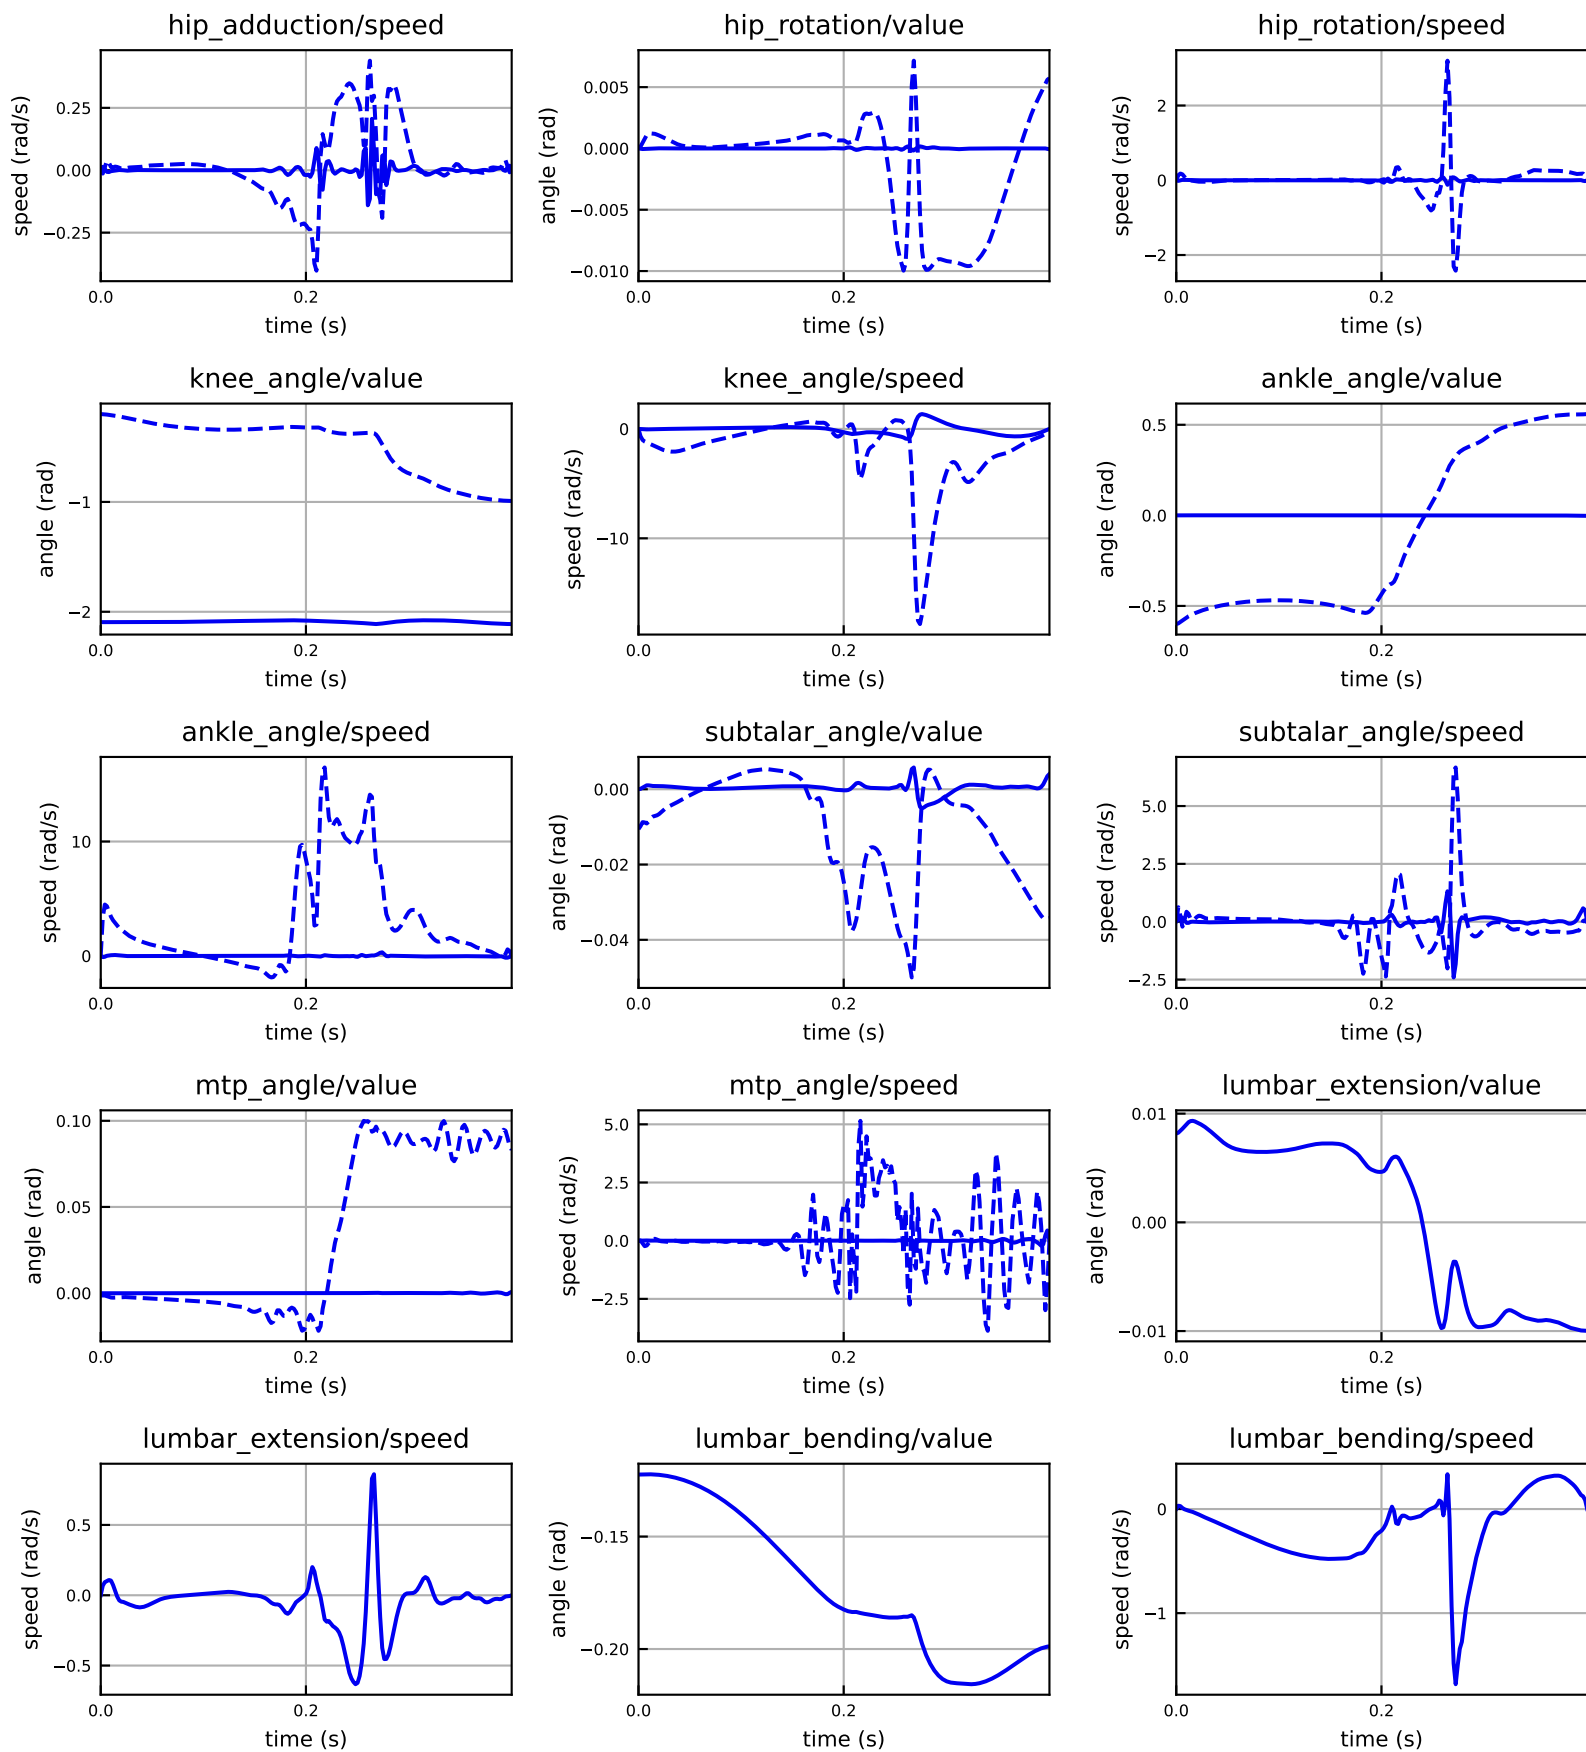 hip_adduction/speed
speed (rad/s)
0.25
0.00
−0.25
0.0
0.2
time (s)
hip_rotation/value
angle (rad)
0.005
0.000
−0.005
−0.010
0.0
0.2
time (s)
hip_rotation/speed
speed (rad/s)
2
0
−2
0.0
0.2
time (s)
knee_angle/value
angle (rad)
−1
−2
0.0
0.2
time (s)
knee_angle/speed
speed (rad/s)
0
−10
0.0
0.2
time (s)
ankle_angle/value
angle (rad)
0.5
0.0
−0.5
0.0
0.2
time (s)
ankle_angle/speed
speed (rad/s)
10
0
0.0
0.2
time (s)
subtalar_angle/value
angle (rad)
0.00
−0.02
−0.04
0.0
0.2
time (s)
subtalar_angle/speed
speed (rad/s)
5.0
2.5
0.0
−2.5
0.0
0.2
time (s)
mtp_angle/value
angle (rad)
0.10
0.05
0.00
0.0
0.2
time (s)
mtp_angle/speed
speed (rad/s)
5.0
2.5
0.0
−2.5
0.0
0.2
time (s)
lumbar_extension/value
angle (rad)
0.01
0.00
−0.01
0.0
0.2
time (s)
lumbar_extension/speed
speed (rad/s)
0.5
0.0
−0.5
0.0
0.2
time (s)
lumbar_bending/value
angle (rad)
−0.15
−0.20
0.0
0.2
time (s)
lumbar_bending/speed
speed (rad/s)
0
−1
0.0
0.2
time (s)